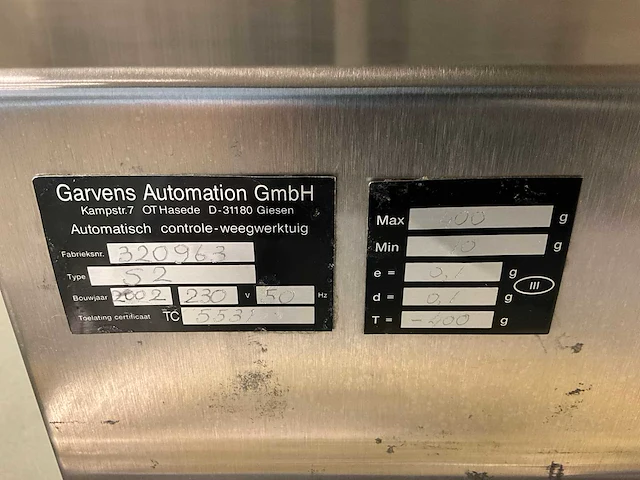 Garvens Automation GmbH
Kampstr.7 OT Hasede D-31180 Giesen
Automatisch controle-weegwerktuig
Fabrieksnr. 320963
Type S2
Bouwjaar 2002 230 V 50 Hz
Toelating certificaat TC
Max g
Min g
e = 0,1 g
d = 0,1 g
III
T = -400 g